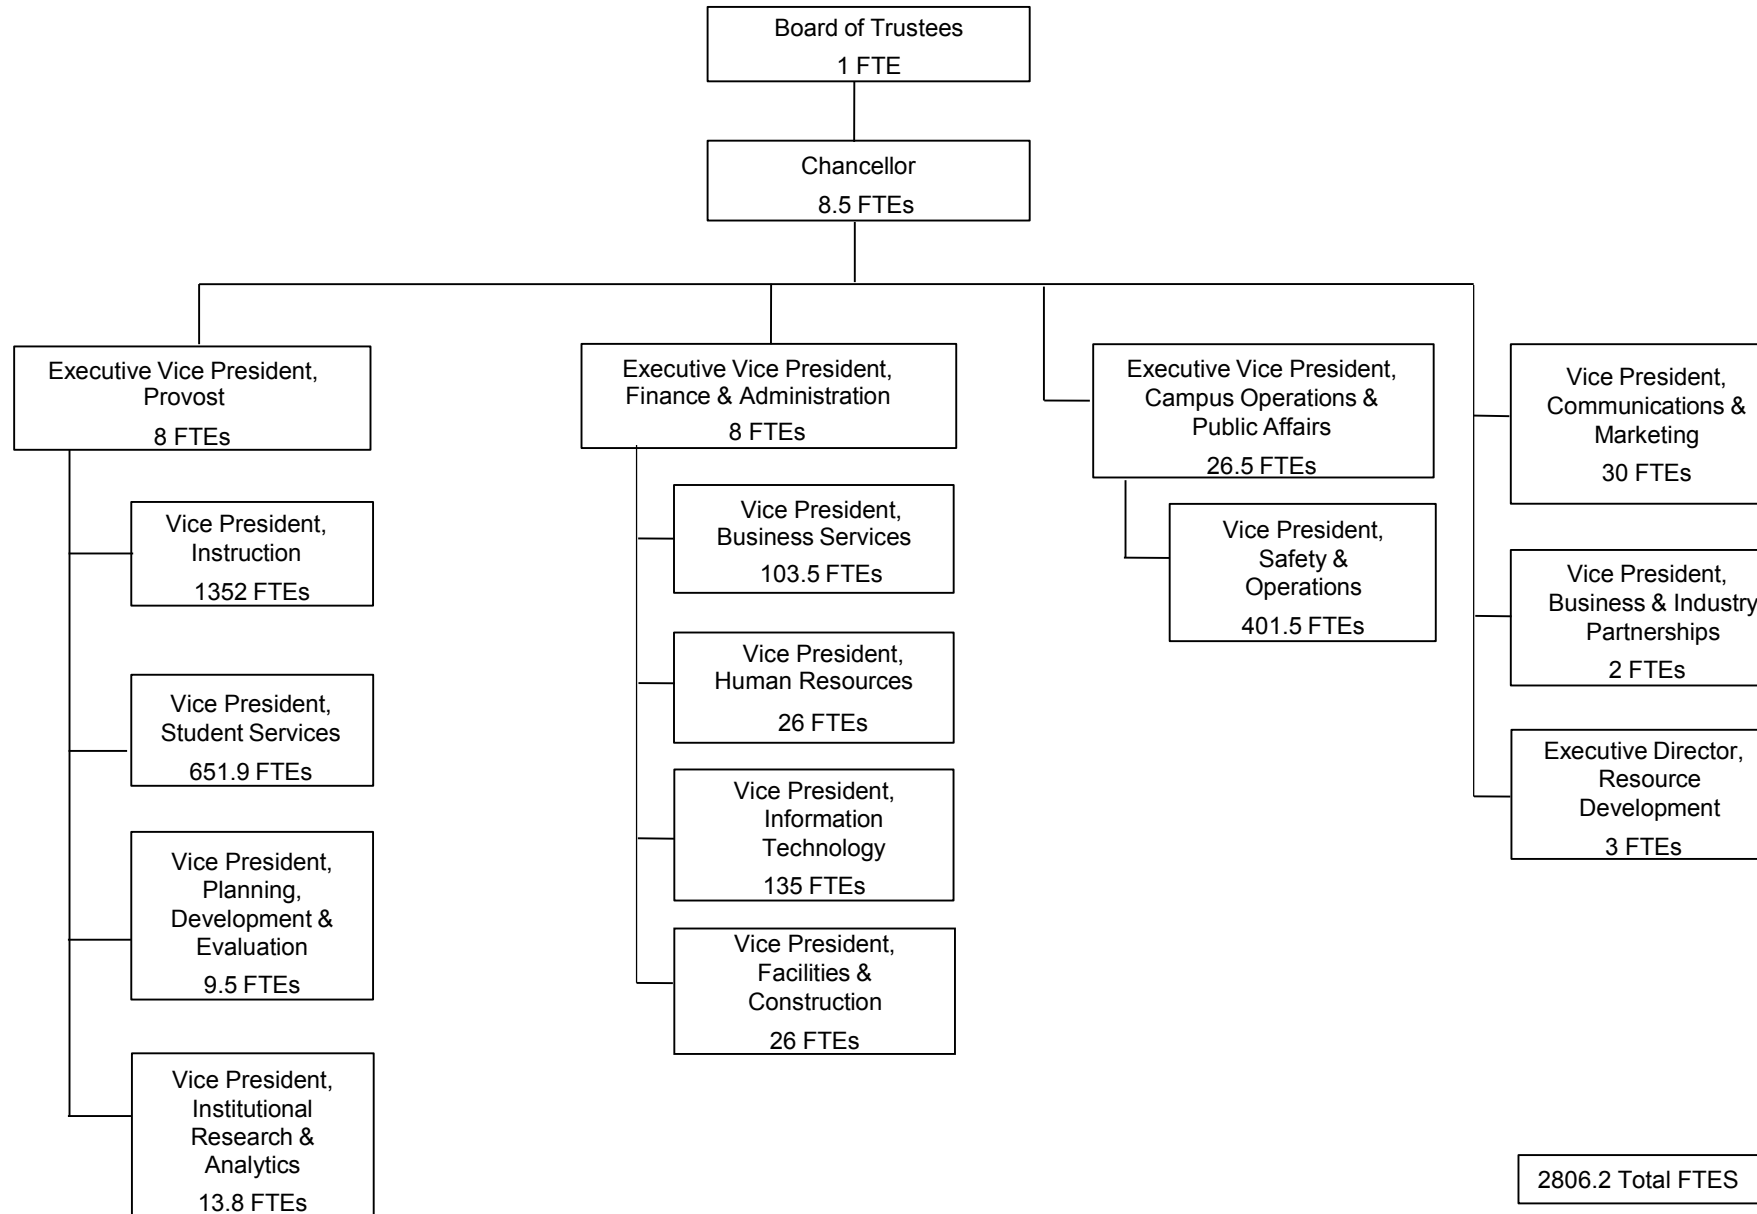 Board of Trustees
1 FTE
Chancellor
8.5 FTEs
Executive Vice President,
Provost
8 FTEs
Vice President,
Instruction
1352 FTEs
Vice President,
Student Services
651.9 FTEs
Vice President,
Planning,
Development &
Evaluation
9.5 FTEs
Vice President,
Institutional
Research &
Analytics
13.8 FTEs
Executive Vice President,
Finance & Administration
8 FTEs
Vice President,
Business Services
103.5 FTEs
Vice President,
Human Resources
26 FTEs
Vice President,
Information
Technology
135 FTEs
Vice President,
Facilities &
Construction
26 FTEs
Executive Vice President,
Campus Operations &
Public Affairs
26.5 FTEs
Vice President,
Safety &
Operations
401.5 FTEs
Vice President,
Communications &
Marketing
30 FTEs
Vice President,
Business & Industry
Partnerships
2 FTEs
Executive Director,
Resource
Development
3 FTEs
2806.2 Total FTES